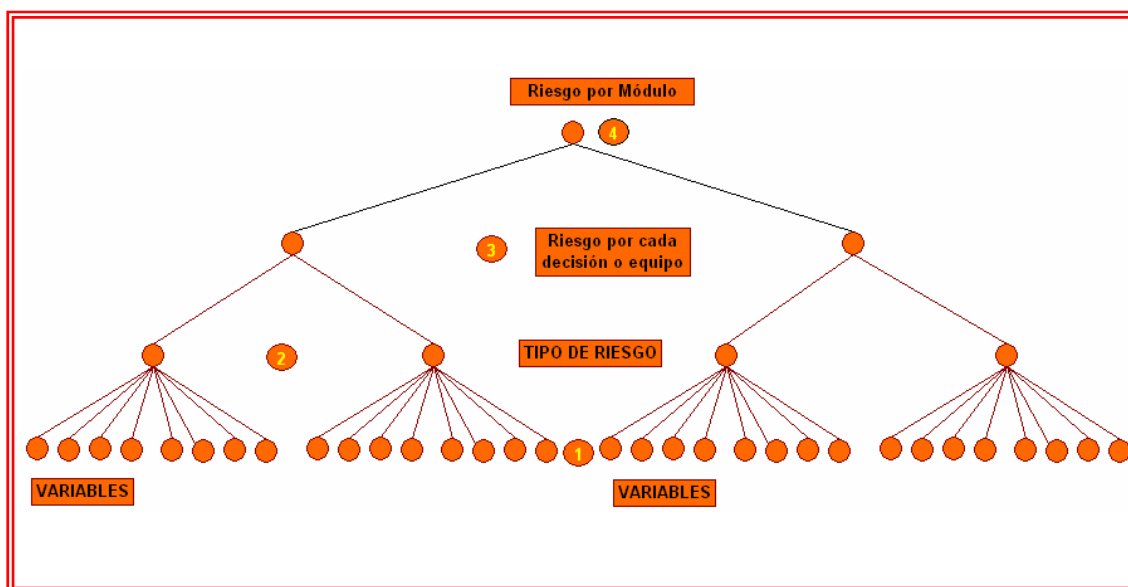 Riesgo por Módulo
4
3
Riesgo por cada
decisión o equipo
2
TIPO DE RIESGO
1
VARIABLES
VARIABLES